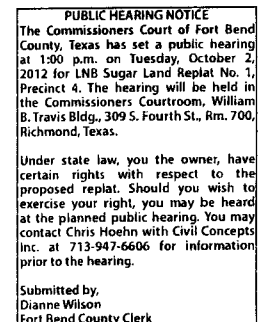 PUBLIC HEARING NOTICE
The Commissioners Court of Fort Bend
County, Texas has set a public hearing
at 1:00 p.m. on Tuesday, October 2,
2012 for LNB Sugar Land Replat No. 1,
Precinct 4. The hearing will be held in
the Commissioners Courtroom, William
B. Travis Bldg., 309 S. Fourth St., Rm. 700,
Richmond, Texas.
Under state law, you the owner, have
certain rights with respect to the
proposed replat. Should you wish to
exercise your right, you may be heard
at the planned public hearing. You may
contact Chris Hoehn with Civil Concepts
Inc. at 713-947-6606 for information
prior to the hearing.
Submitted by,
Dianne Wilson
Fort Bend County Clerk